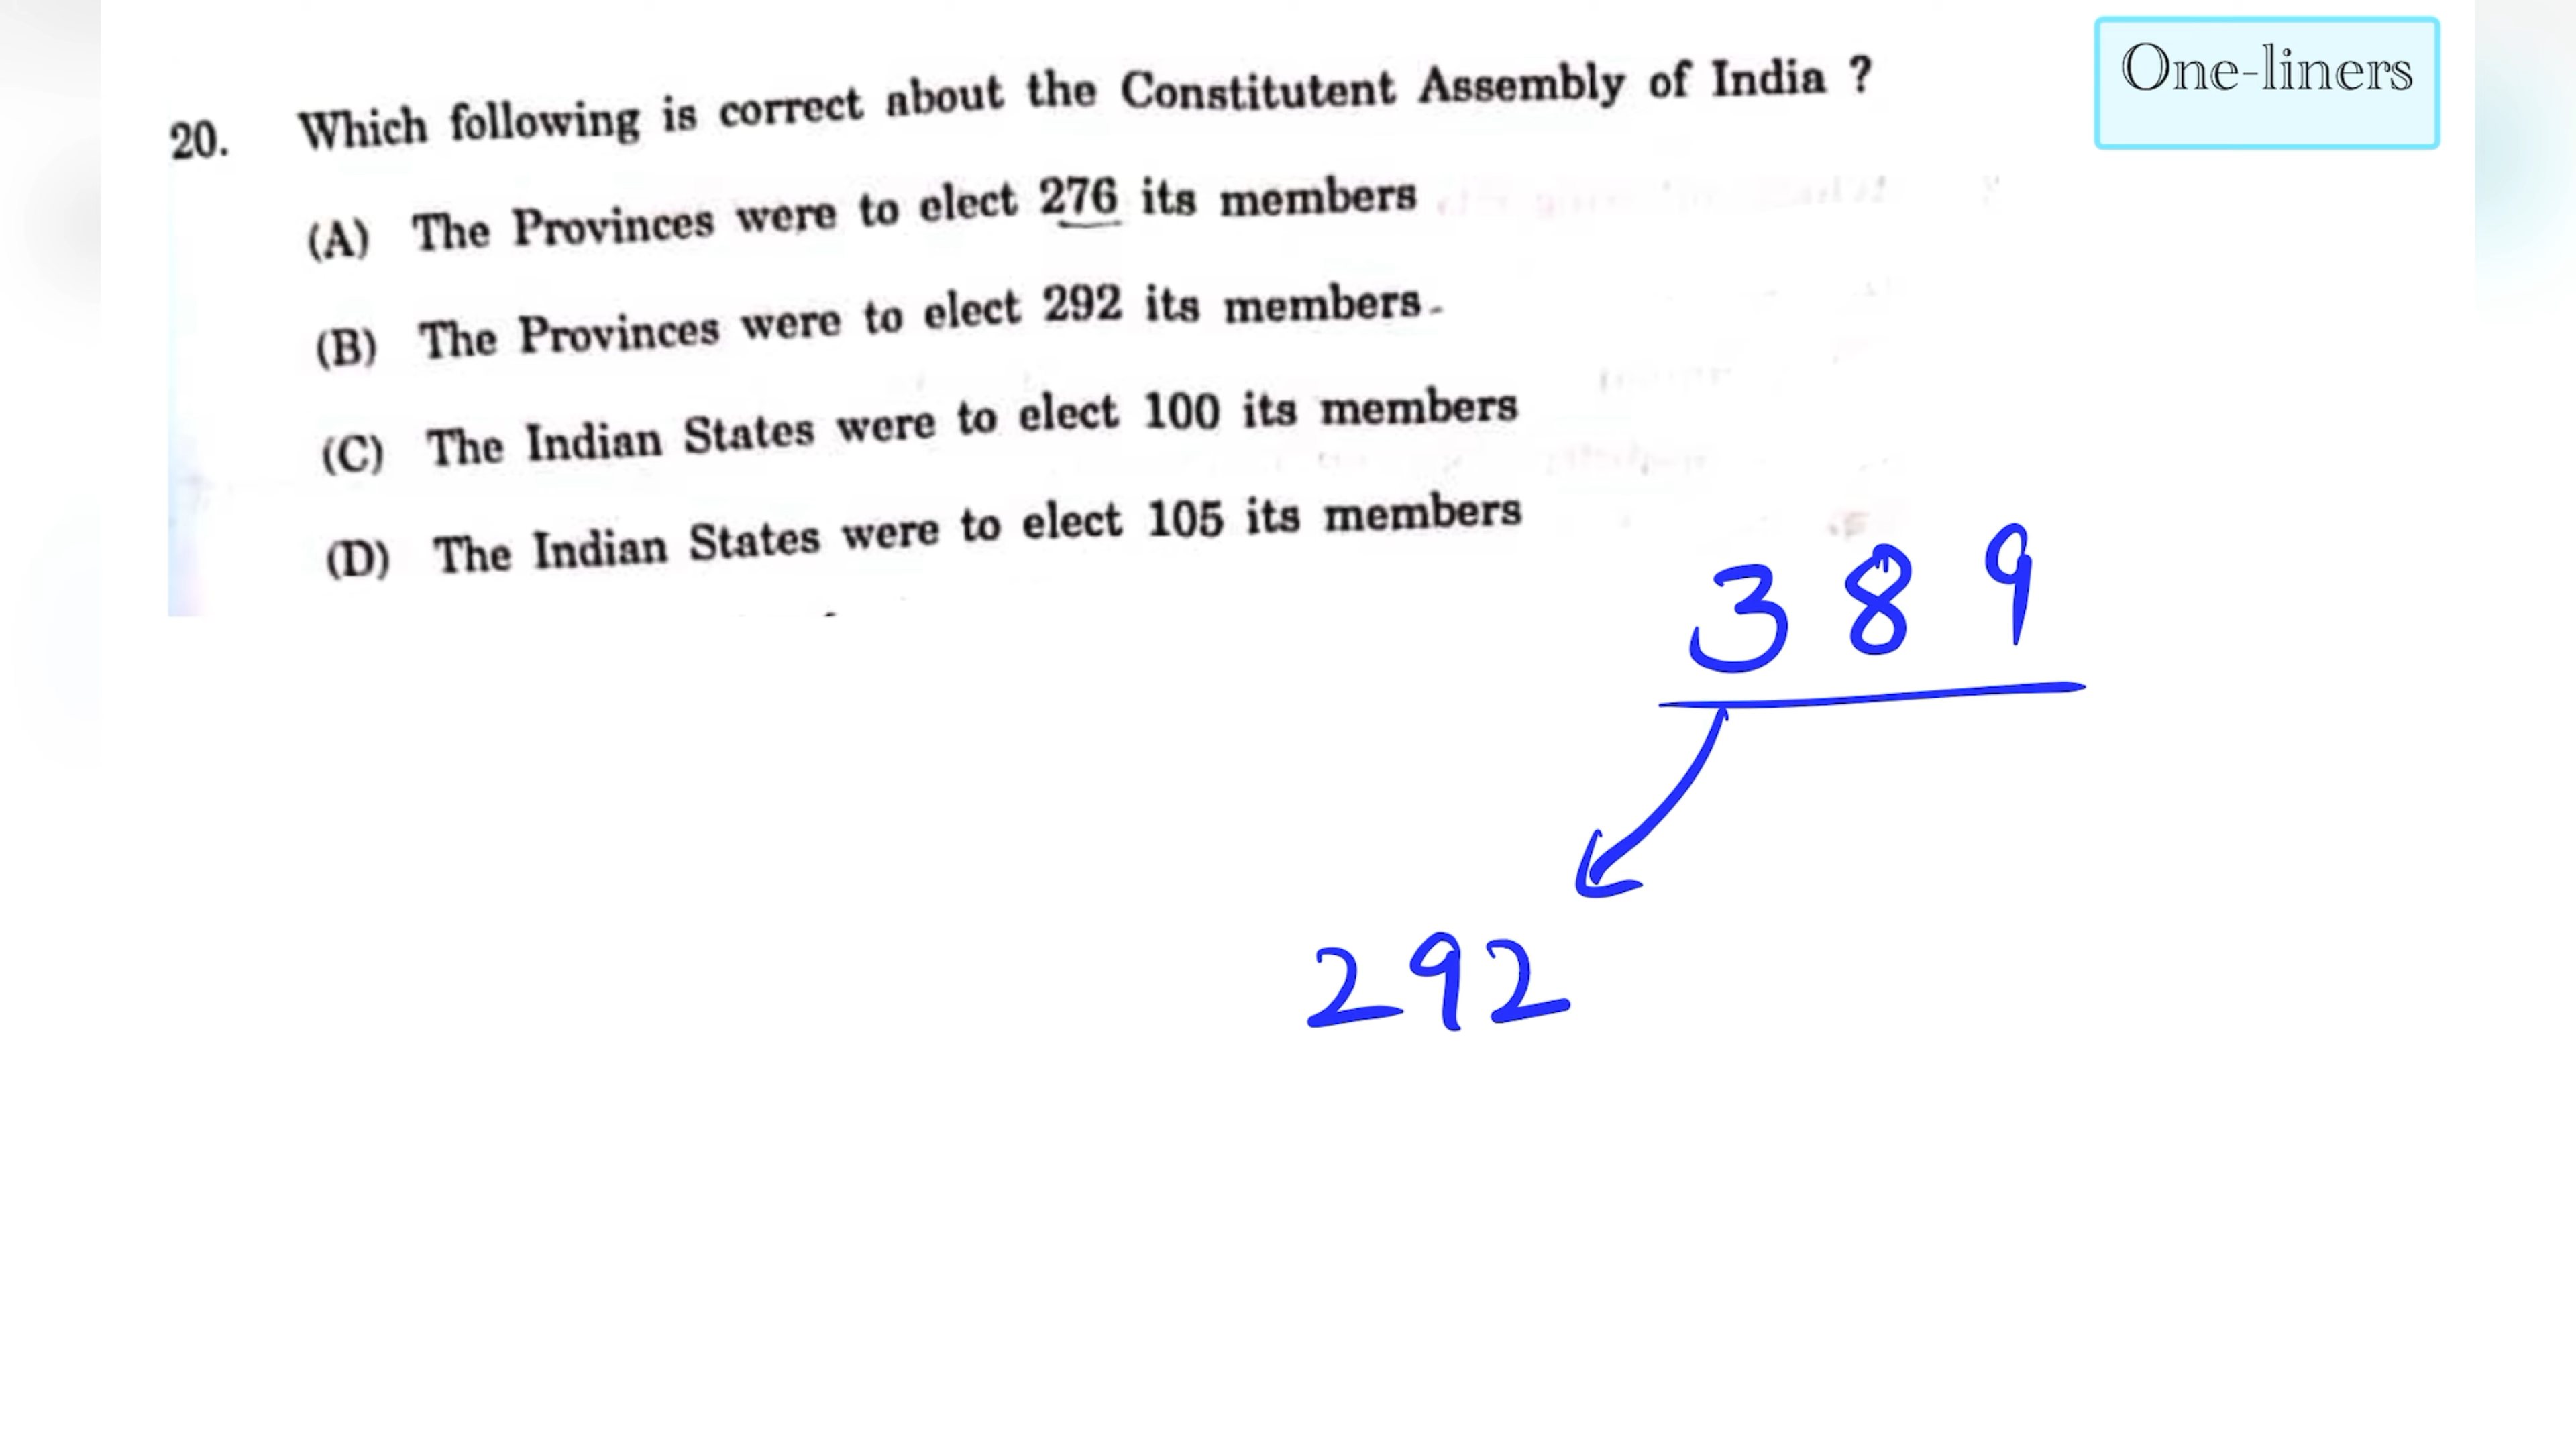 One-liners
20. Which following is correct about the Constitutent Assembly of India ?
(A) The Provinces were to elect 276 its members
(B) The Provinces were to elect 292 its members
(C) The Indian States were to elect 100 its members
(D) The Indian States were to elect 105 its members
389
292